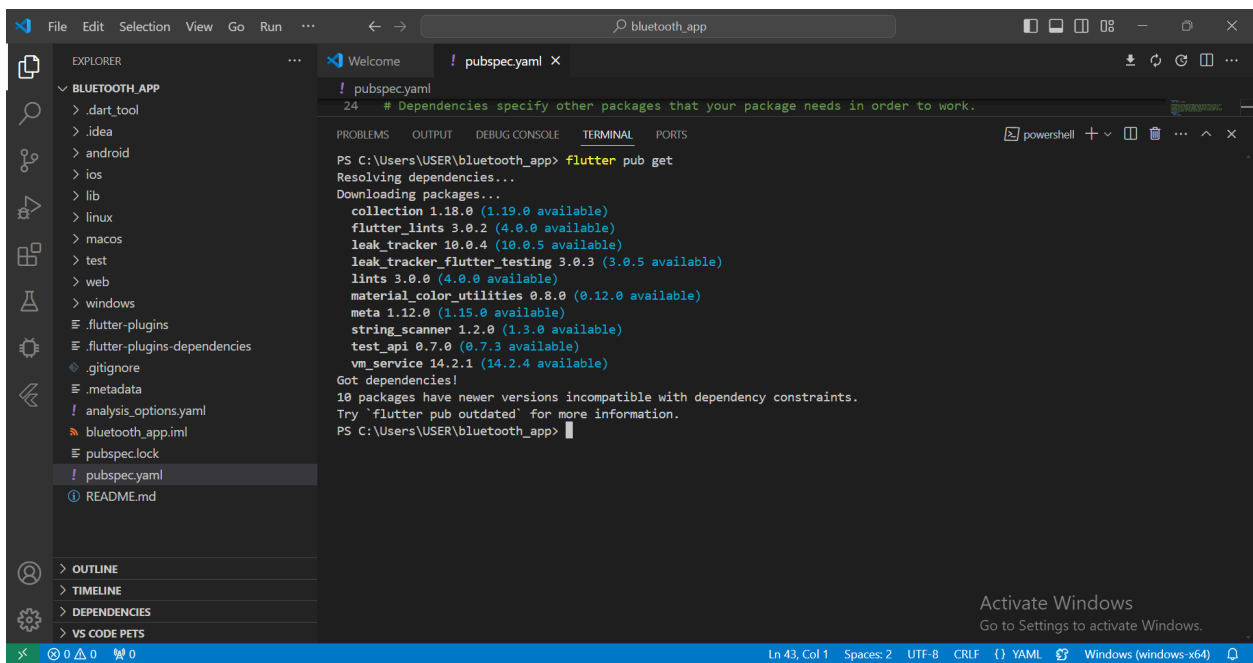 File Edit Selection View Go Run ··· bluetooth_app
EXPLORER ···
BLUETOOTH_APP
.dart_tool
.idea
android
ios
lib
linux
macos
test
web
windows
.flutter-plugins
.flutter-plugins-dependencies
.gitignore
.metadata
! analysis_options.yaml
bluetooth_app.iml
pubspec.lock
! pubspec.yaml
README.md
OUTLINE
TIMELINE
DEPENDENCIES
VS CODE PETS
Welcome ! pubspec.yaml
! pubspec.yaml
24 # Dependencies specify other packages that your package needs in order to work.
PROBLEMS OUTPUT DEBUG CONSOLE TERMINAL PORTS powershell
PS C:\Users\USER\bluetooth_app> flutter pub get
Resolving dependencies...
Downloading packages...
collection 1.18.0 (1.19.0 available)
flutter_lints 3.0.2 (4.0.0 available)
leak_tracker 10.0.4 (10.0.5 available)
leak_tracker_flutter_testing 3.0.3 (3.0.5 available)
lints 3.0.0 (4.0.0 available)
material_color_utilities 0.8.0 (0.12.0 available)
meta 1.12.0 (1.15.0 available)
string_scanner 1.2.0 (1.3.0 available)
test_api 0.7.0 (0.7.3 available)
vm_service 14.2.1 (14.2.4 available)
Got dependencies!
10 packages have newer versions incompatible with dependency constraints.
Try `flutter pub outdated` for more information.
PS C:\Users\USER\bluetooth_app>
Activate Windows
Go to Settings to activate Windows.
0 0 0 Ln 43, Col 1 Spaces: 2 UTF-8 CRLF {} YAML Windows (windows-x64)